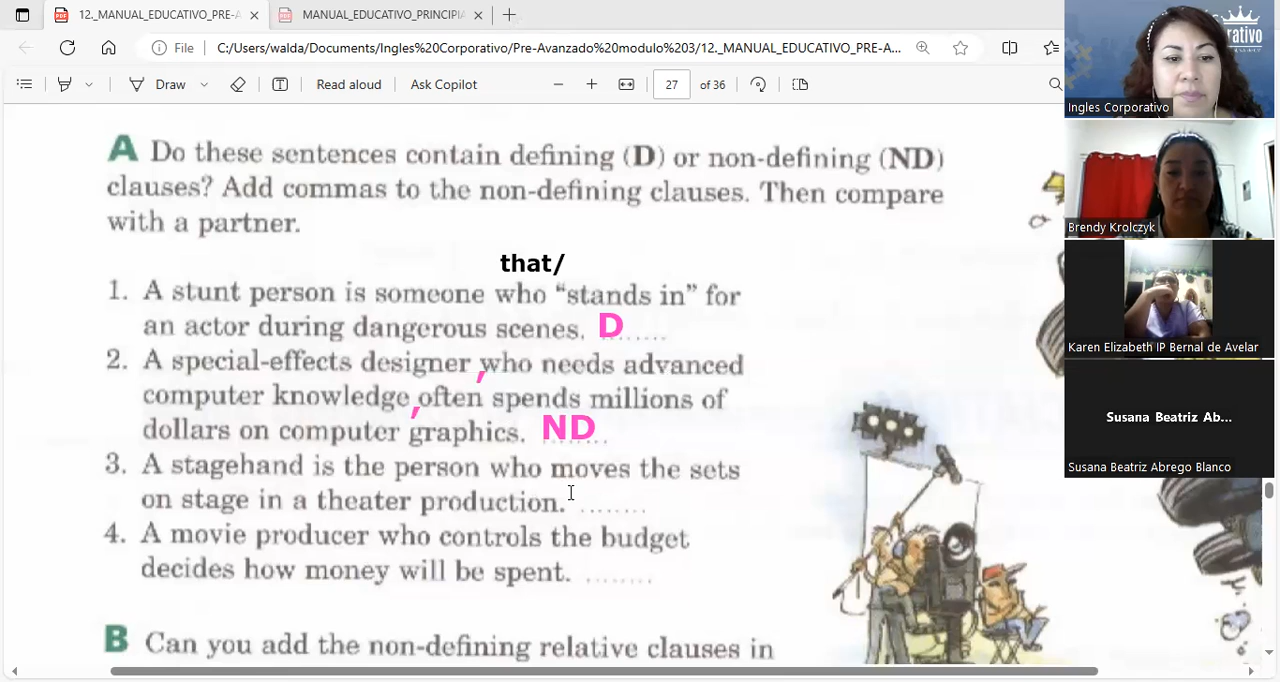 12._MANUAL_EDUCATIVO_PRE-A
MANUAL_EDUCATIVO_PRINCIPIA
File
C:/Users/walda/Documents/Ingles%20Corporativo/Pre-Avanzado%20modulo%203/12._MANUAL_EDUCATIVO_PRE-A...
Draw
Read aloud
Ask Copilot
27 of 36
A Do these sentences contain defining (D) or non-defining (ND)
clauses? Add commas to the non-defining clauses. Then compare
with a partner.
that/
1. A stunt person is someone who "stands in" for
an actor during dangerous scenes. D ........
2. A special-effects designer , who needs advanced
computer knowledge , often spends millions of
dollars on computer graphics. ND ........
3. A stagehand is the person who moves the sets
on stage in a theater production. ........
4. A movie producer who controls the budget
decides how money will be spent. ........
B Can you add the non-defining relative clauses in
Ingles Corporativo
Brendy Krolczyk
Karen Elizabeth IP Bernal de Avelar
Susana Beatriz Ab...
Susana Beatriz Abrego Blanco